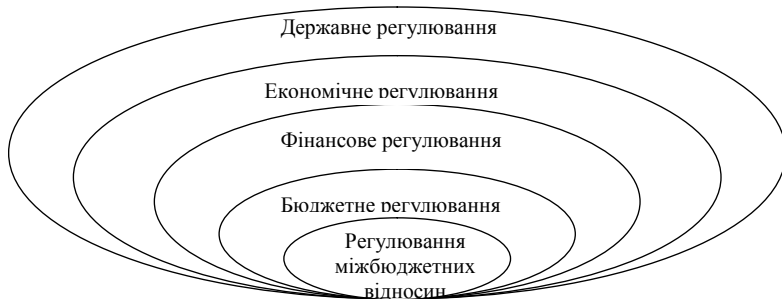 Державне регулювання
Економічне регулювання
Фінансове регулювання
Бюджетне регулювання
Регулювання
міжбюджетних
відносин